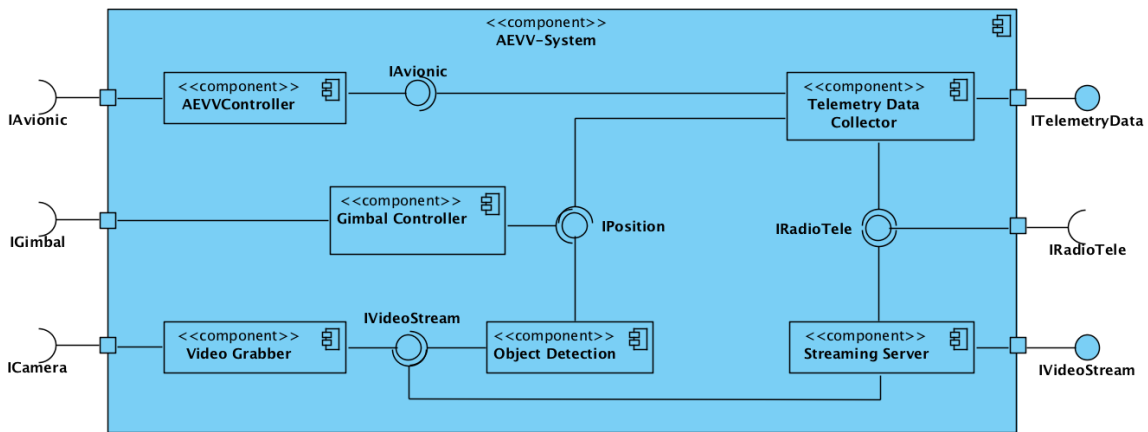 <<component>>
AEVV-System
IAvionic
<<component>>
AEVVController
IAvionic
<<component>>
Telemetry Data
Collector
ITelemetryData
IGimbal
<<component>>
Gimbal Controller
IPosition
IRadioTele
IRadioTele
ICamera
<<component>>
Video Grabber
IVideoStream
<<component>>
Object Detection
<<component>>
Streaming Server
IVideoStream